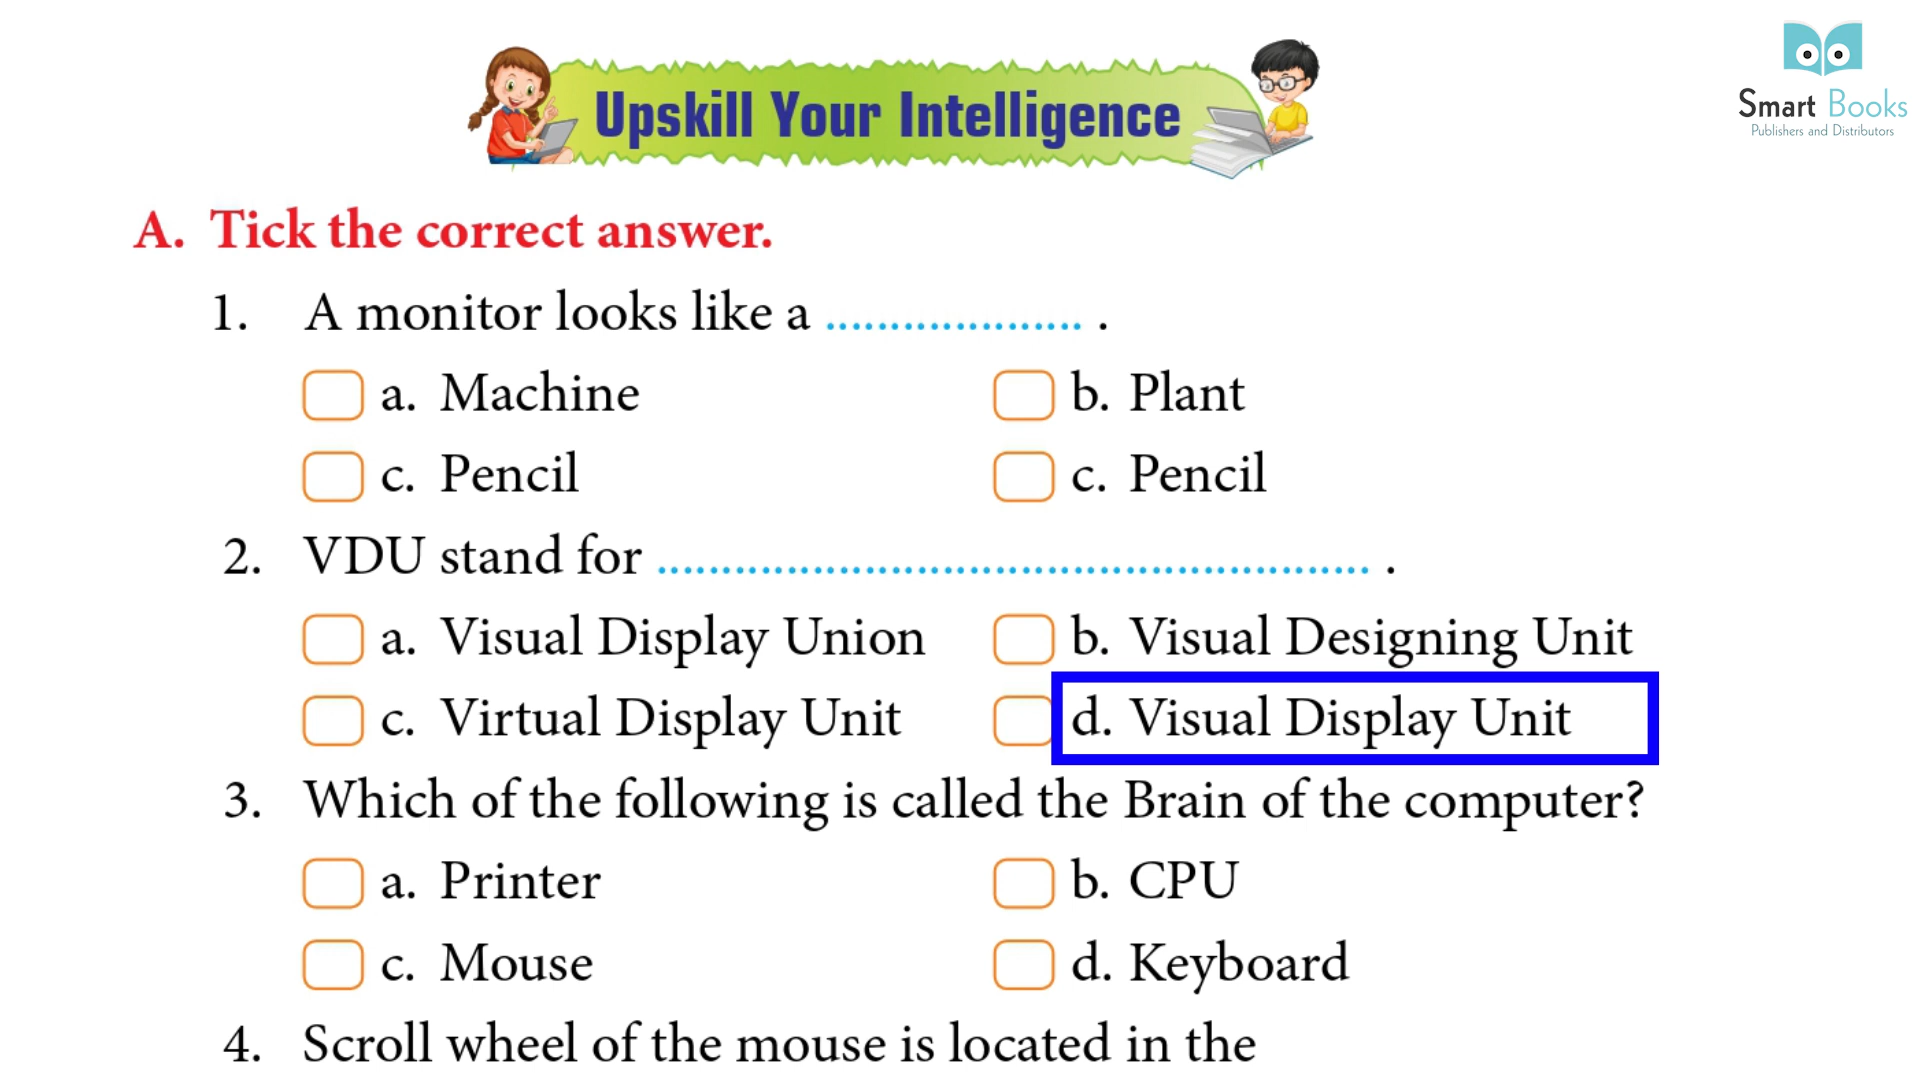 Upskill Your Intelligence
Smart Books
Publishers and Distributors
A. Tick the correct answer.
1. A monitor looks like a .................... .
a. Machine b. Plant
c. Pencil c. Pencil
2. VDU stand for ........................................................ .
a. Visual Display Union b. Visual Designing Unit
c. Virtual Display Unit d. Visual Display Unit
3. Which of the following is called the Brain of the computer?
a. Printer b. CPU
c. Mouse d. Keyboard
4. Scroll wheel of the mouse is located in the